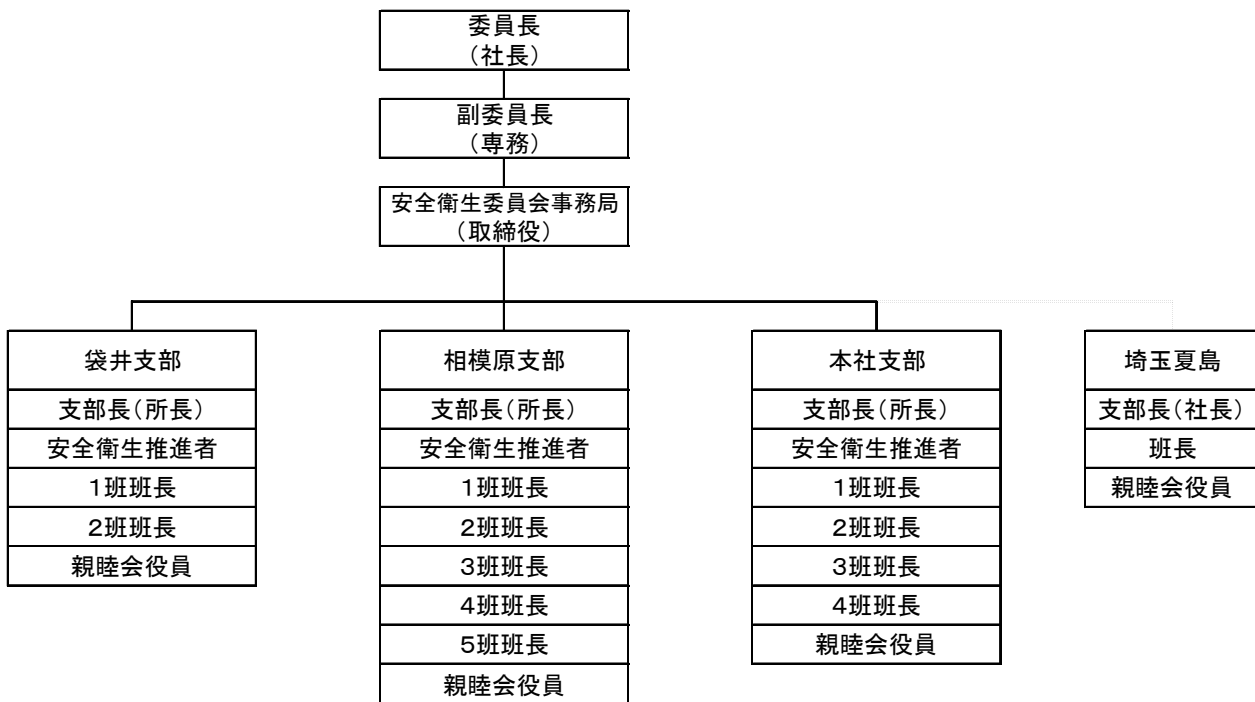 委員長
(社長)
副委員長
(専務)
安全衛生委員会事務局
(取締役)
袋井支部
支部長(所長)
安全衛生推進者
1班班長
2班班長
親睦会役員
相模原支部
支部長(所長)
安全衛生推進者
1班班長
2班班長
3班班長
4班班長
5班班長
親睦会役員
本社支部
支部長(所長)
安全衛生推進者
1班班長
2班班長
3班班長
4班班長
親睦会役員
埼玉夏島
支部長(社長)
班長
親睦会役員